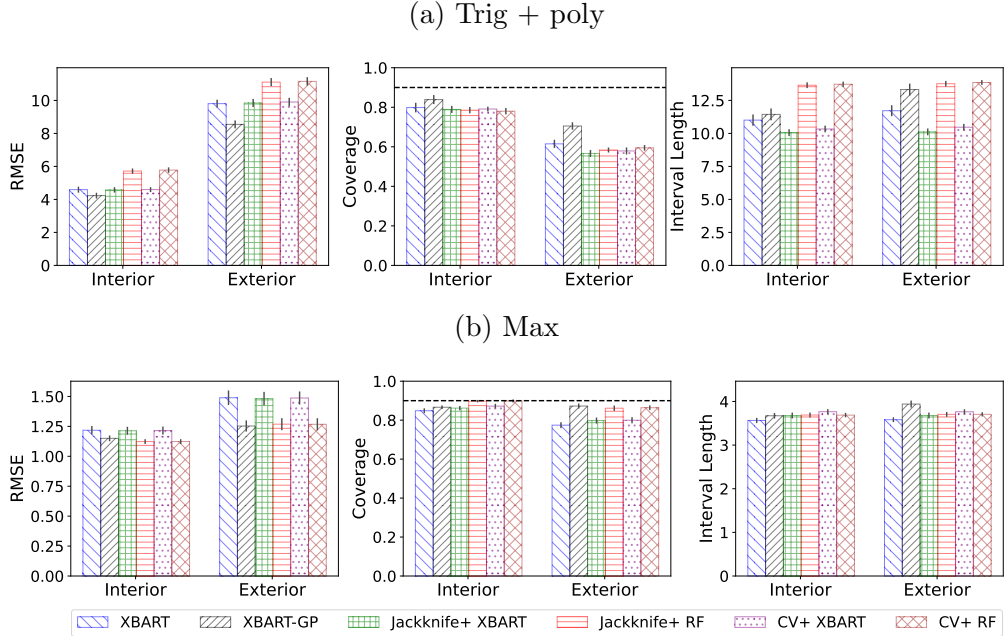 (a) Trig + poly
RMSE
10
8
6
4
2
0
Interior
Exterior
Coverage
1.0
0.8
0.6
0.4
0.2
0.0
Interior
Exterior
Interval Length
12.5
10.0
7.5
5.0
2.5
0.0
Interior
Exterior
(b) Max
RMSE
1.50
1.25
1.00
0.75
0.50
0.25
0.00
Interior
Exterior
Coverage
1.0
0.8
0.6
0.4
0.2
0.0
Interior
Exterior
Interval Length
4
3
2
1
0
Interior
Exterior
XBART
XBART-GP
Jackknife+ XBART
Jackknife+ RF
CV+ XBART
CV+ RF